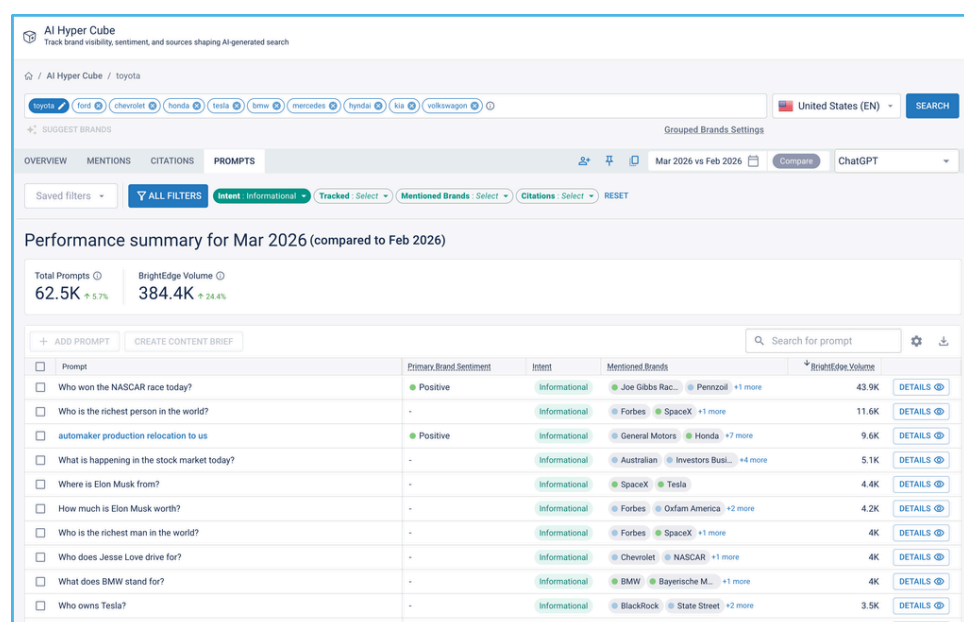 AI Hyper Cube
Track brand visibility, sentiment, and sources shaping AI-generated search
/ AI Hyper Cube / toyota
toyota ford chevrolet honda tesla bmw mercedes hyndai kia volkswagon
United States (EN)
SEARCH
SUGGEST BRANDS
Grouped Brands Settings
OVERVIEW MENTIONS CITATIONS PROMPTS
Mar 2026 vs Feb 2026 Compare ChatGPT
Saved filters ALL FILTERS Intent : Informational Tracked : Select Mentioned Brands : Select Citations : Select RESET
Performance summary for Mar 2026 (compared to Feb 2026)
Total Prompts BrightEdge Volume
62.5K ↑ 5.7% 384.4K ↑ 24.4%
+ ADD PROMPT CREATE CONTENT BRIEF Search for prompt
Prompt Primary Brand Sentiment Intent Mentioned Brands ↓ BrightEdge Volume
Who won the NASCAR race today? Positive Informational Joe Gibbs Rac... Pennzoil +1 more 43.9K DETAILS
Who is the richest person in the world? - Informational Forbes SpaceX +1 more 11.6K DETAILS
automaker production relocation to us Positive Informational General Motors Honda +7 more 9.6K DETAILS
What is happening in the stock market today? - Informational Australian Investors Busi... +4 more 5.1K DETAILS
Where is Elon Musk from? - Informational SpaceX Tesla 4.4K DETAILS
How much is Elon Musk worth? - Informational Forbes Oxfam America +2 more 4.2K DETAILS
Who is the richest man in the world? - Informational Forbes SpaceX +1 more 4K DETAILS
Who does Jesse Love drive for? - Informational Chevrolet NASCAR +1 more 4K DETAILS
What does BMW stand for? - Informational BMW Bayerische M... +1 more 4K DETAILS
Who owns Tesla? - Informational BlackRock State Street +2 more 3.5K DETAILS